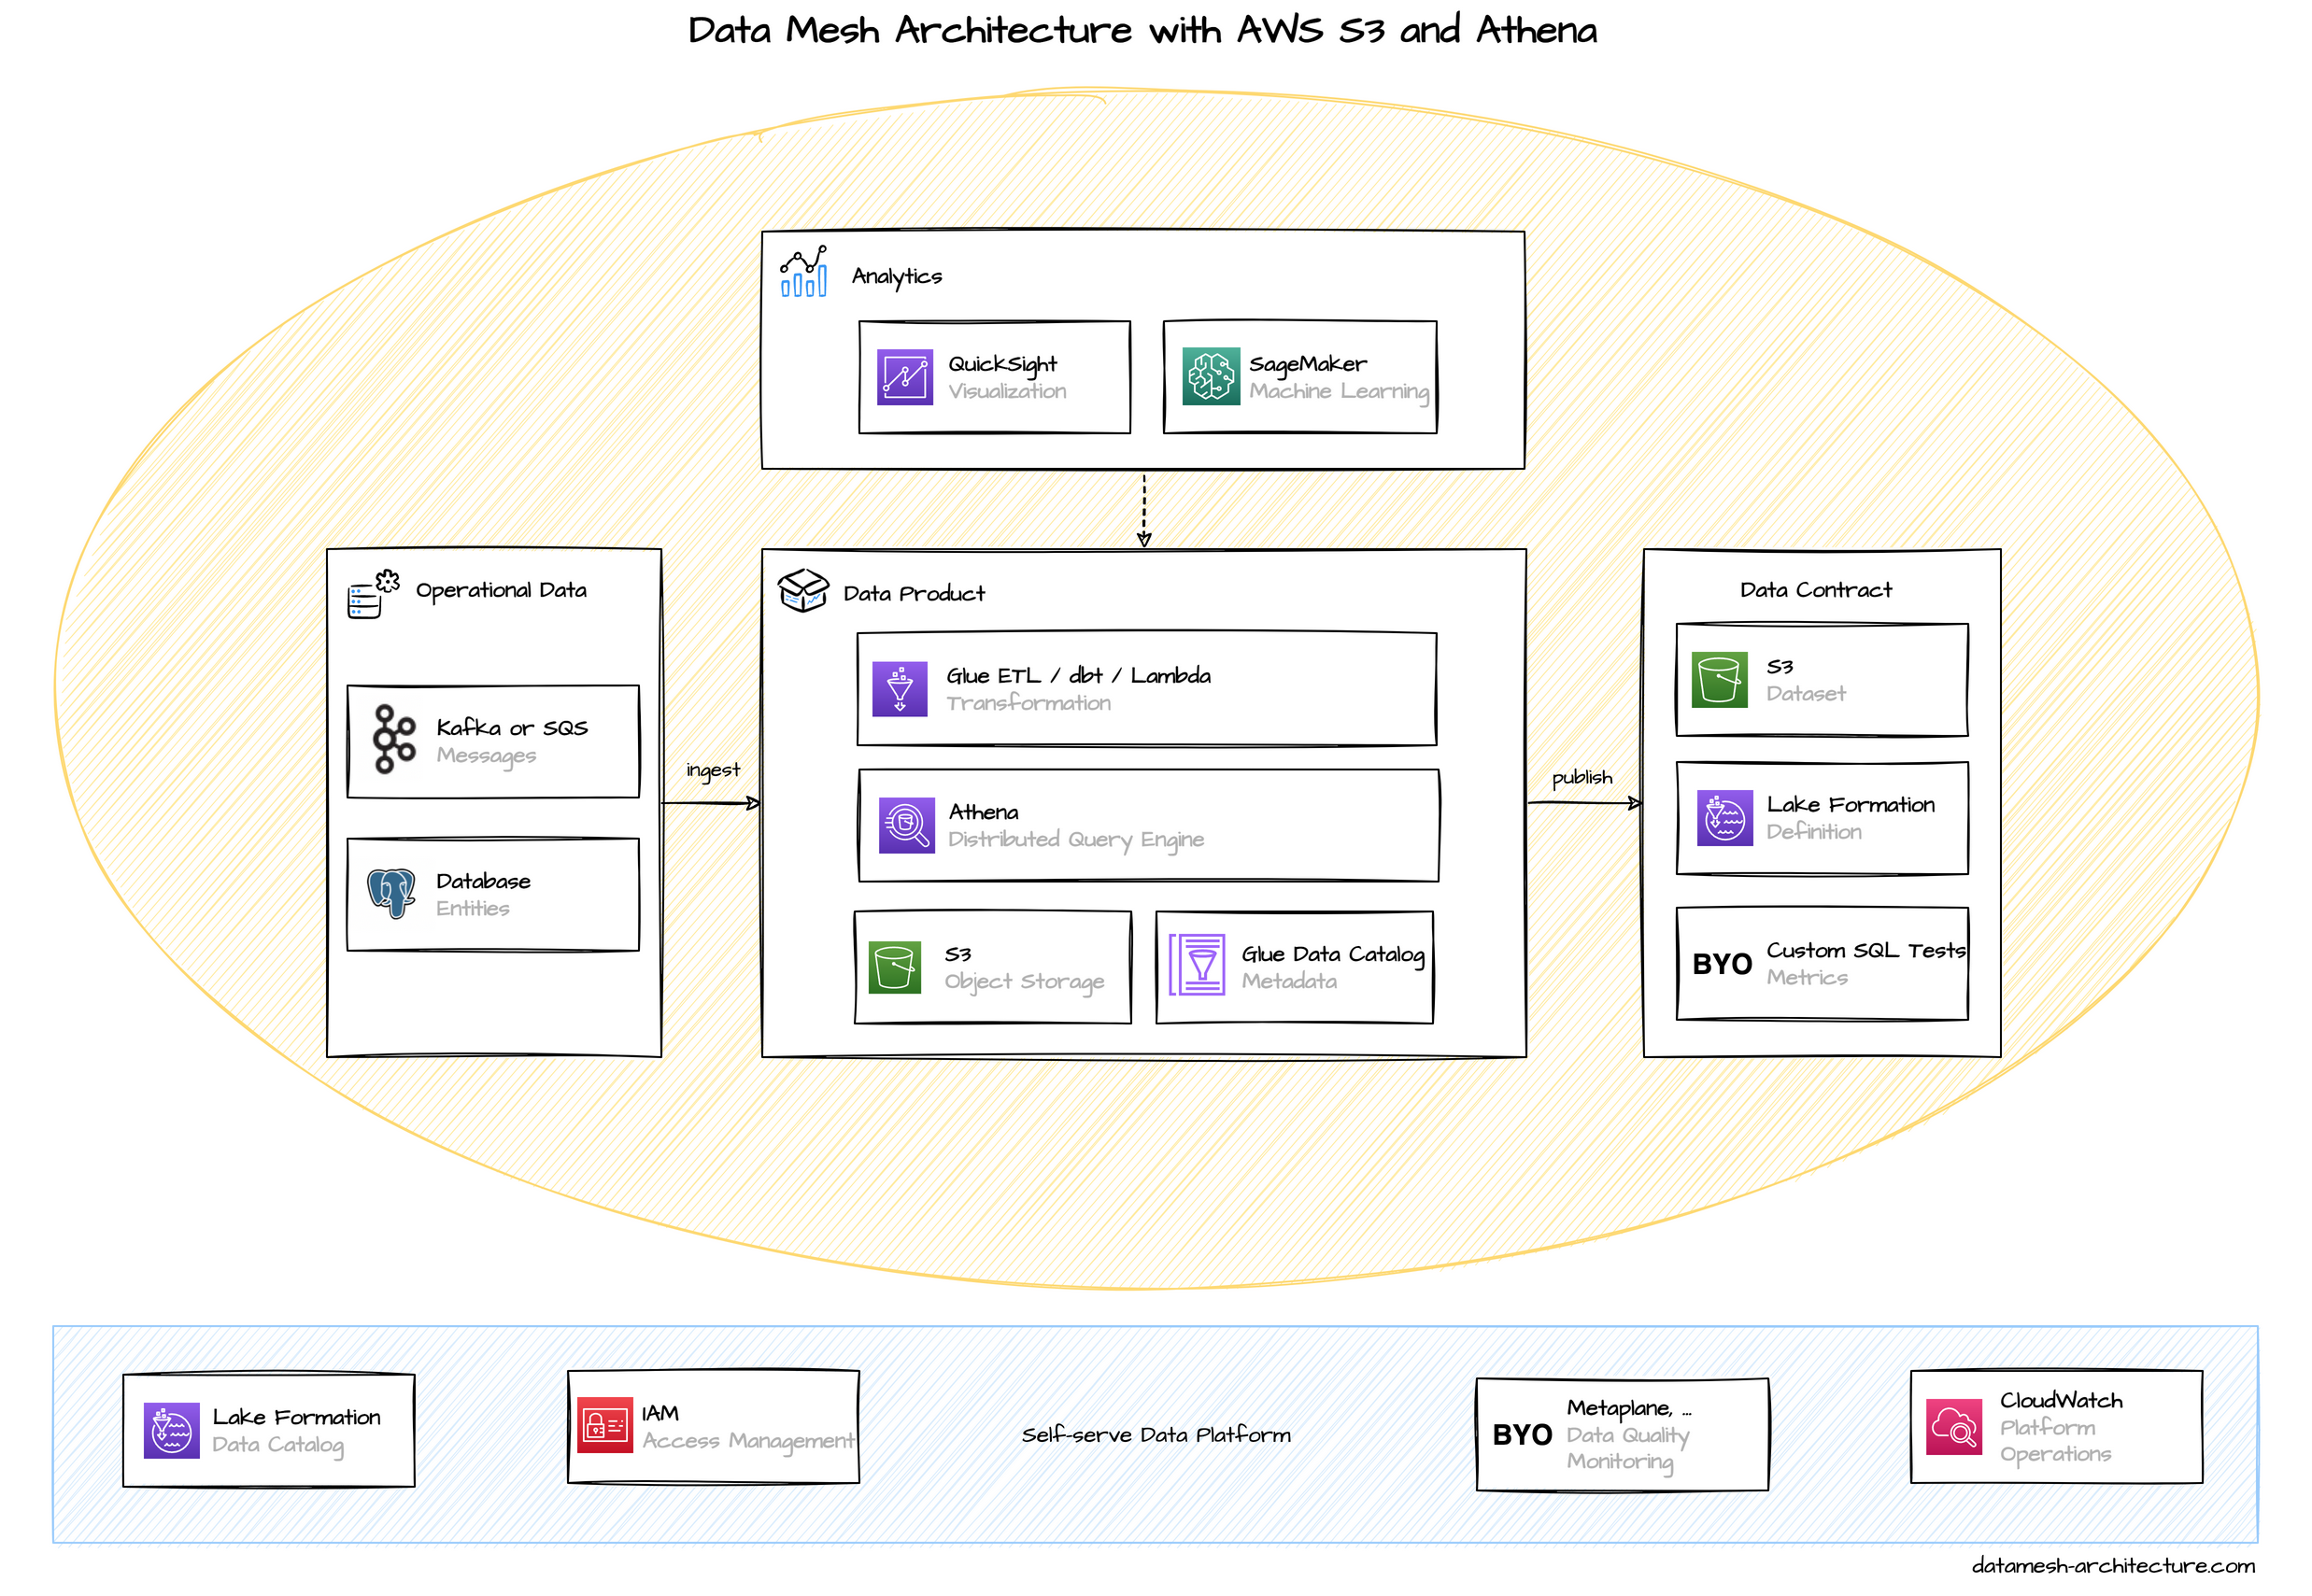 Data Mesh Architecture with AWS S3 and Athena
Analytics
QuickSight
Visualization
SageMaker
Machine Learning
Operational Data
Kafka or SQS
Messages
Database
Entities
ingest
Data Product
Glue ETL / dbt / Lambda
Transformation
Athena
Distributed Query Engine
S3
Object Storage
Glue Data Catalog
Metadata
publish
Data Contract
S3
Dataset
Lake Formation
Definition
BYO
Custom SQL Tests
Metrics
Lake Formation
Data Catalog
IAM
Access Management
Self-serve Data Platform
BYO
Metaplane, ...
Data Quality
Monitoring
CloudWatch
Platform
Operations
datamesh-architecture.com